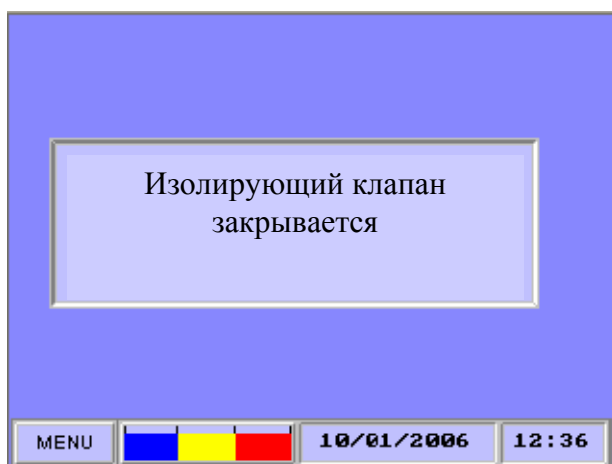 Изолирующий клапан
закрывается
MENU
10/01/2006
12:36